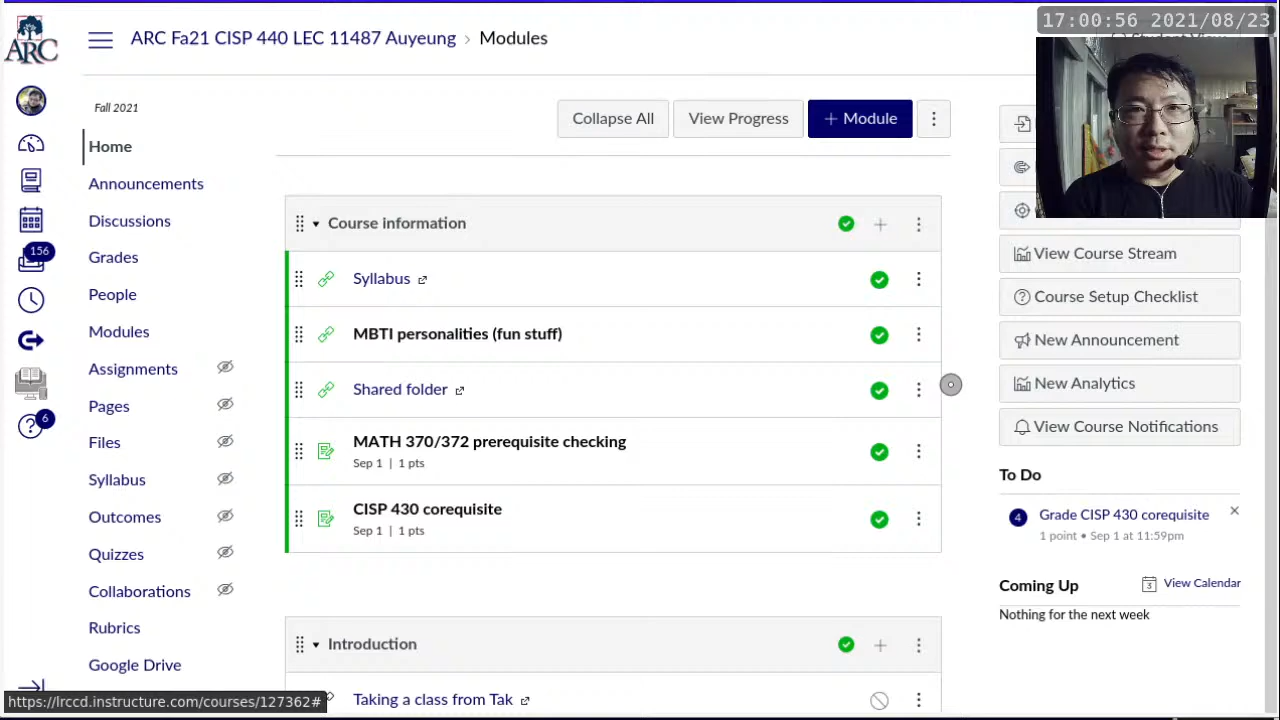 17:00:56 2021/08/23
ARC
ARC Fa21 CISP 440 LEC 11487 Auyeung › Modules
Fall 2021
Collapse All
View Progress
+ Module
Home
Announcements
Discussions
Grades
People
Modules
Assignments
Pages
Files
Syllabus
Outcomes
Quizzes
Collaborations
Rubrics
Google Drive
156
6
Course information
Syllabus
MBTI personalities (fun stuff)
Shared folder
MATH 370/372 prerequisite checking
Sep 1 | 1 pts
CISP 430 corequisite
Sep 1 | 1 pts
Introduction
Taking a class from Tak
View Course Stream
Course Setup Checklist
New Announcement
New Analytics
View Course Notifications
To Do
4
Grade CISP 430 corequisite
1 point • Sep 1 at 11:59pm
Coming Up
3
View Calendar
Nothing for the next week
https://lrccd.instructure.com/courses/127362#